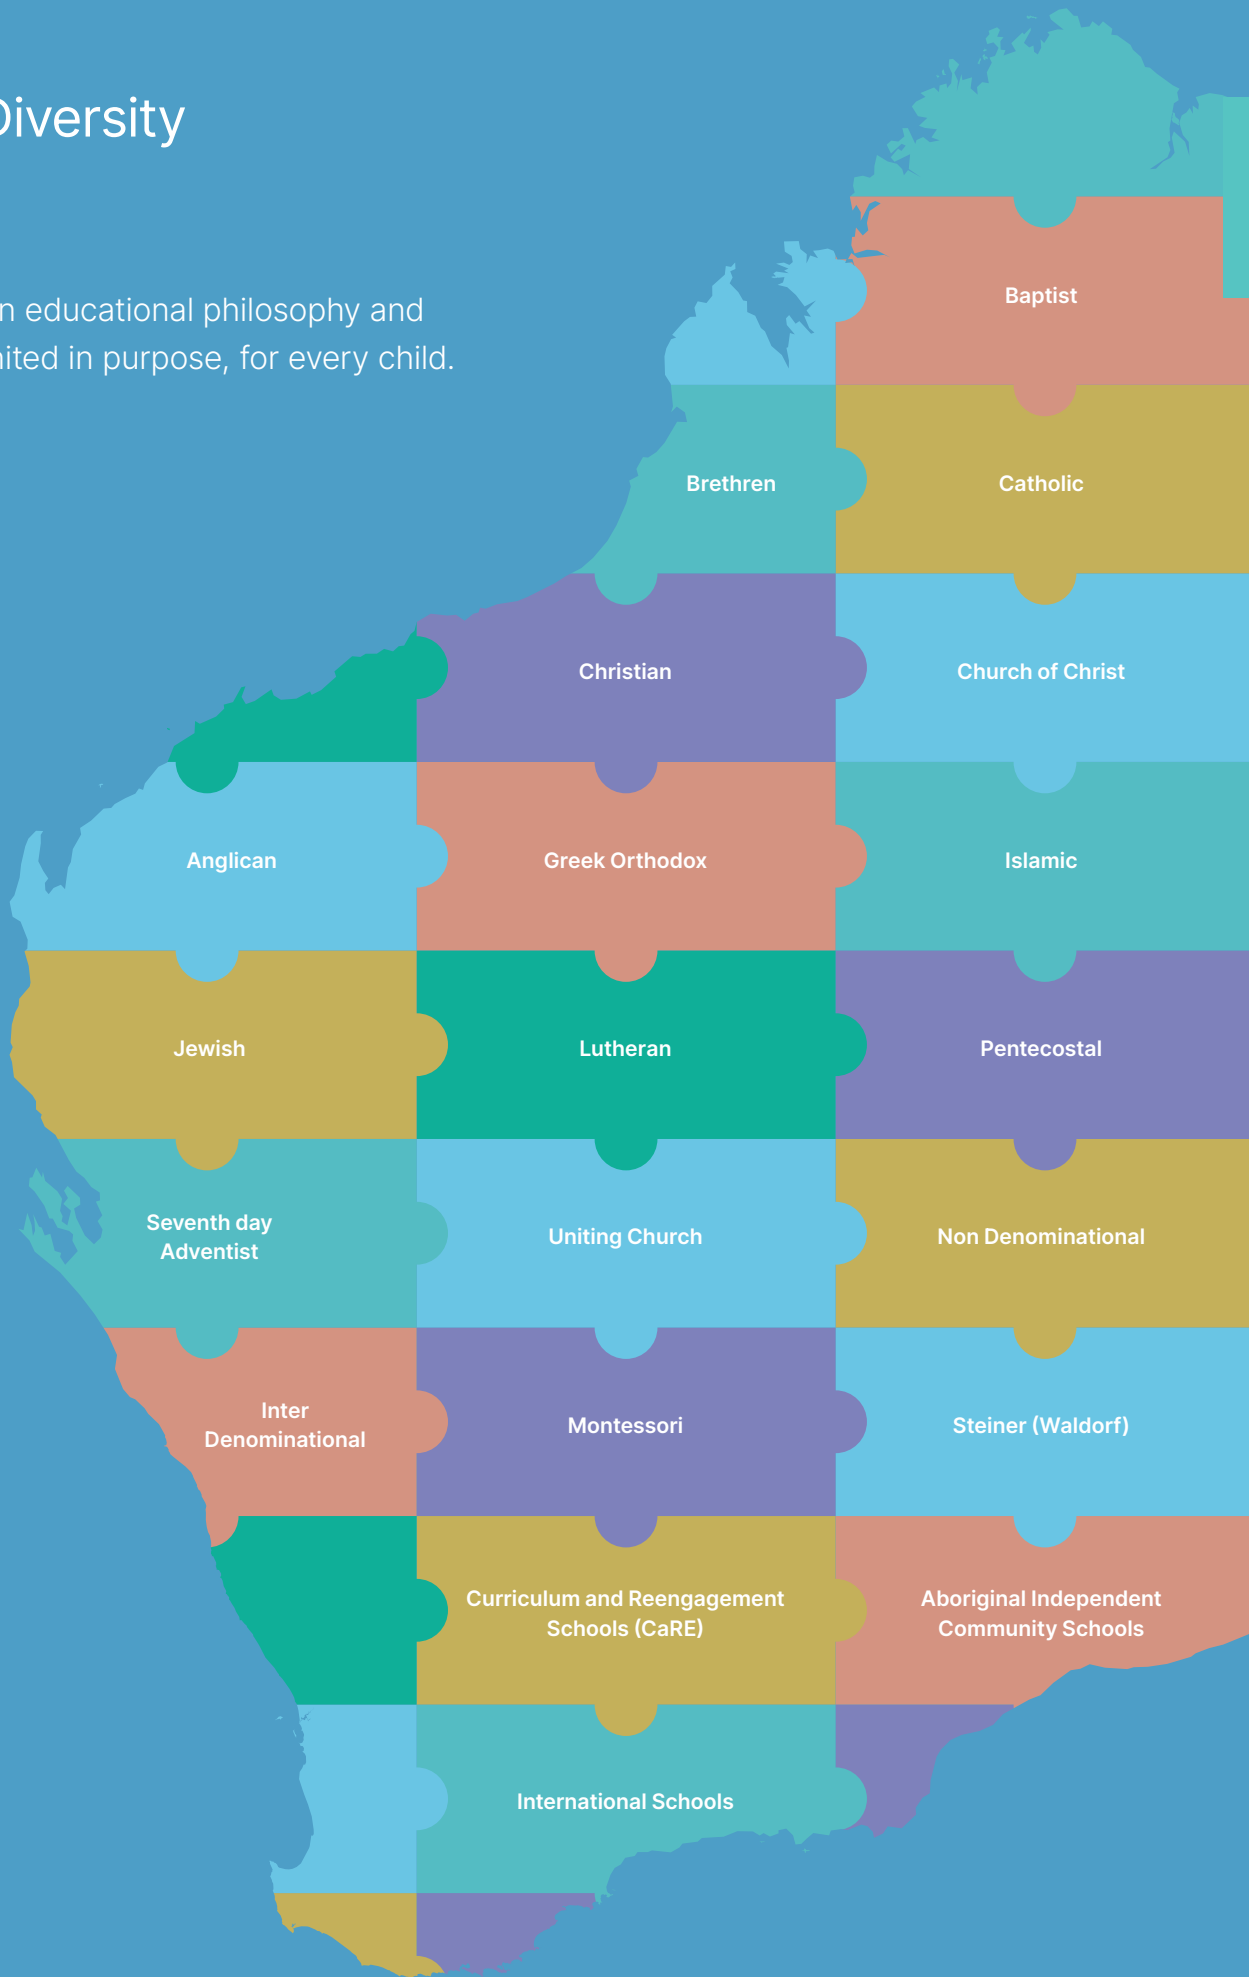 Diversity
n educational philosophy and
nited in purpose, for every child.
Baptist
Brethren
Catholic
Christian
Church of Christ
Anglican
Greek Orthodox
Islamic
Jewish
Lutheran
Pentecostal
Seventh day
Adventist
Uniting Church
Non Denominational
Inter
Denominational
Montessori
Steiner (Waldorf)
Curriculum and Reengagement
Schools (CaRE)
Aboriginal Independent
Community Schools
International Schools